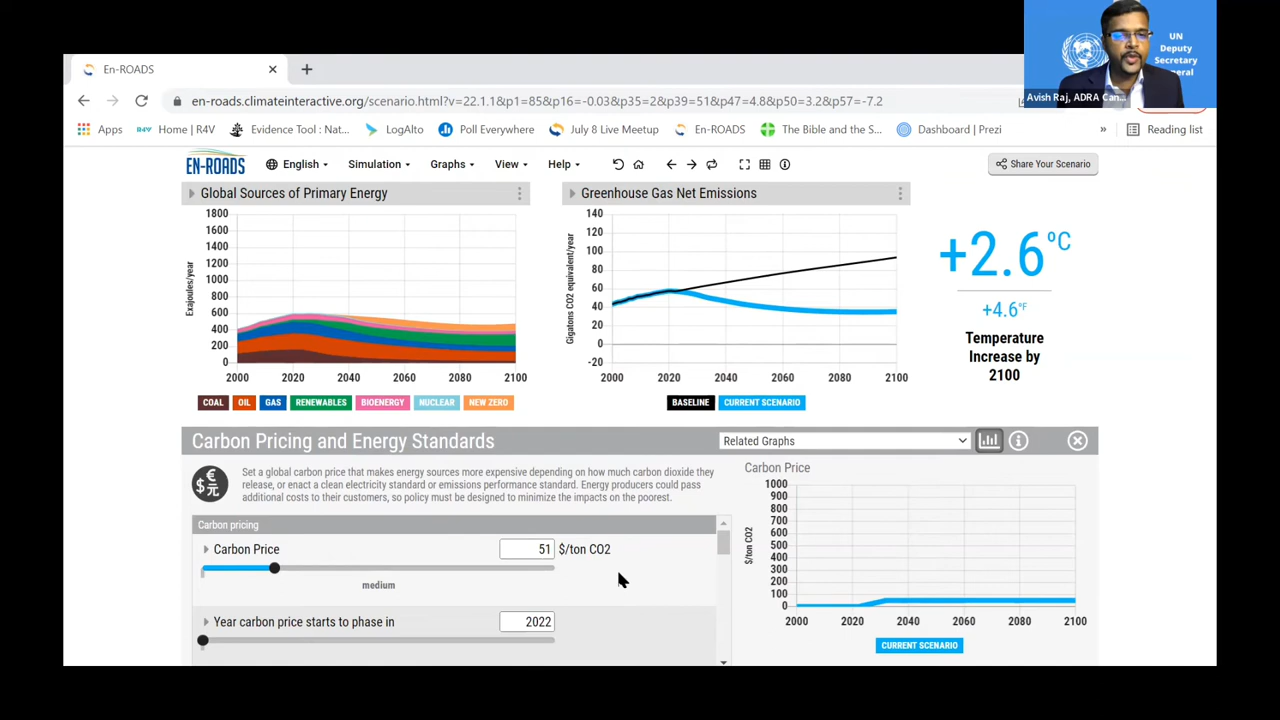 UN
Deputy
Secretary
General
Avish Raj, ADRA Can...
En-ROADS
en-roads.climateinteractive.org/scenario.html?v=22.1.1&p1=85&p16=-0.03&p35=2&p39=51&p47=4.8&p50=3.2&p57=-7.2
Apps R4V Home | R4V Evidence Tool : Nat... LogAlto Poll Everywhere July 8 Live Meetup En-ROADS The Bible and the S... Dashboard | Prezi » Reading list
EN-ROADS English Simulation Graphs View Help Share Your Scenario
Global Sources of Primary Energy
1800
1600
1400
1200
1000
800
600
400
200
0
Exajoules/year
2000 2020 2040 2060 2080 2100
COAL OIL GAS RENEWABLES BIOENERGY NUCLEAR NEW ZERO
Greenhouse Gas Net Emissions
140
120
100
80
60
40
20
0
-20
Gigatons CO2 equivalent/year
2000 2020 2040 2060 2080 2100
BASELINE CURRENT SCENARIO
+2.6°C
+4.6°F
Temperature
Increase by
2100
Carbon Pricing and Energy Standards
Related Graphs
$ € 元
Set a global carbon price that makes energy sources more expensive depending on how much carbon dioxide they
release, or enact a clean electricity standard or emissions performance standard. Energy producers could pass
additional costs to their customers, so policy must be designed to minimize the impacts on the poorest.
Carbon pricing
Carbon Price 51 $/ton CO2
medium
Year carbon price starts to phase in 2022
Carbon Price
1000
900
800
700
600
500
400
300
200
100
0
$/ton CO2
2000 2020 2040 2060 2080 2100
CURRENT SCENARIO